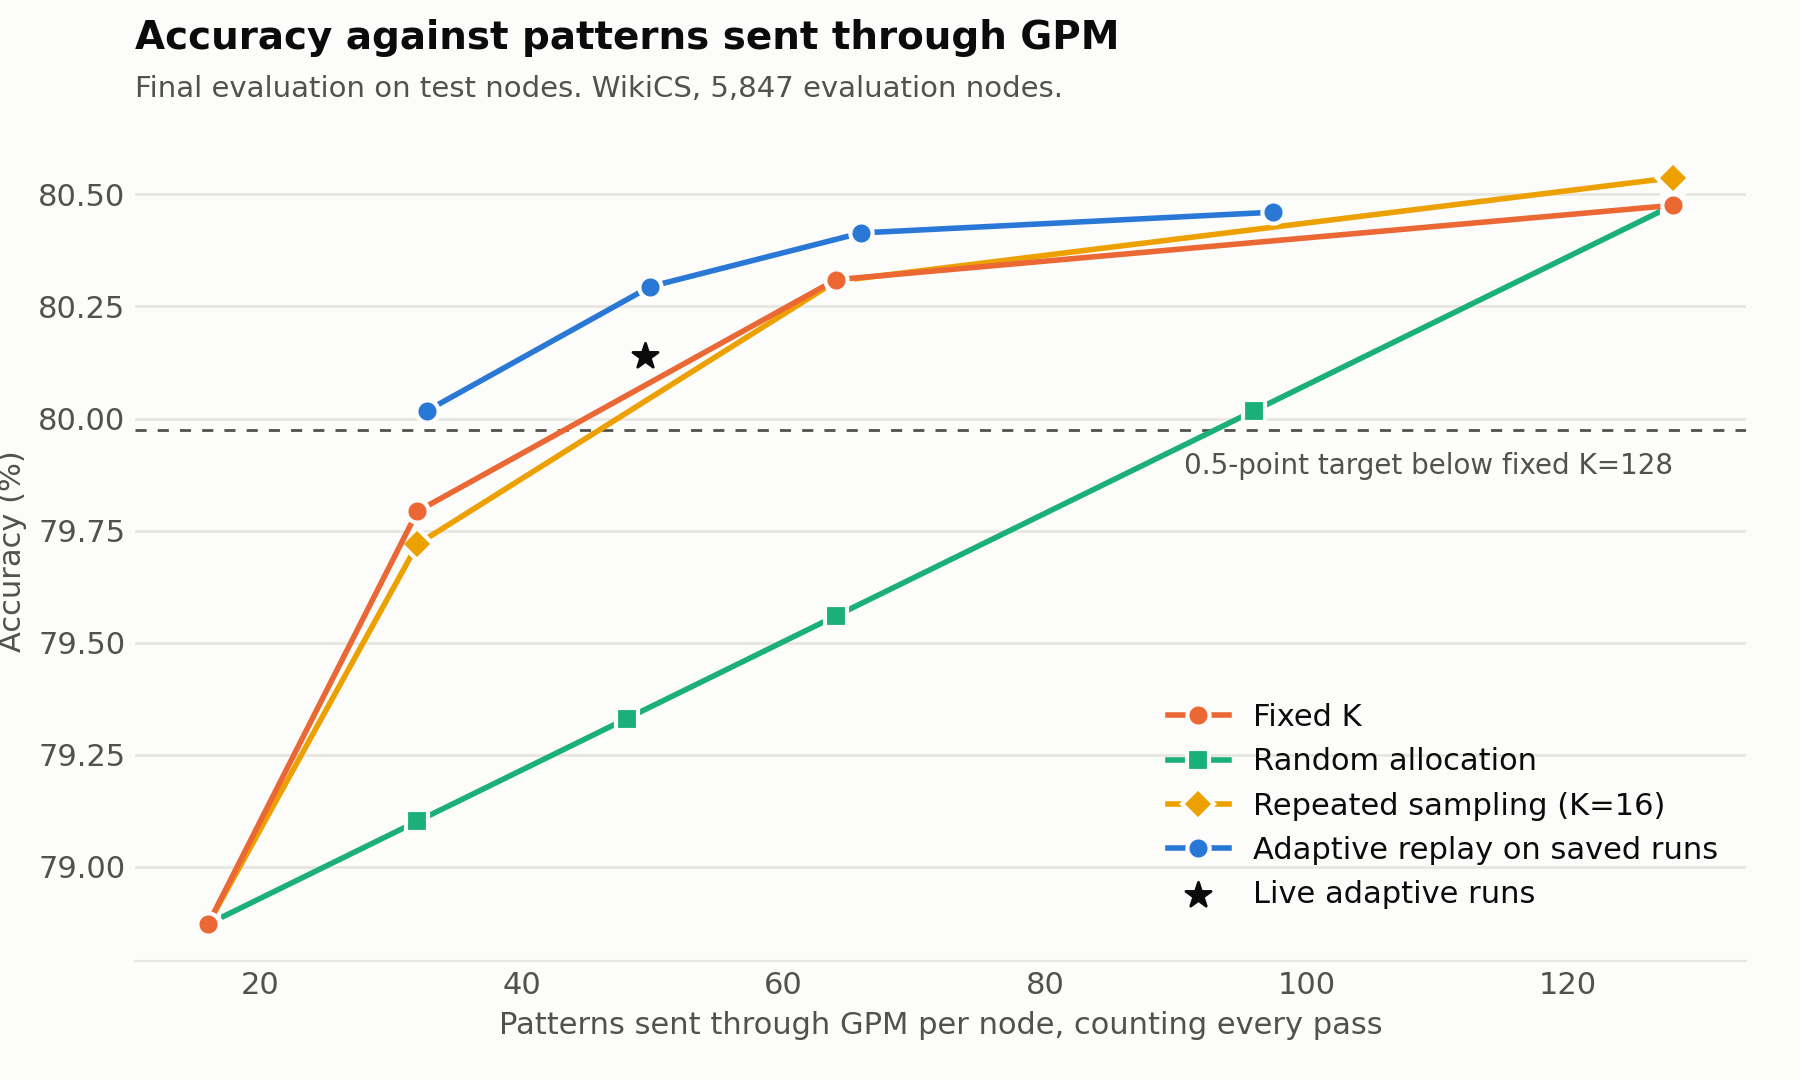 Accuracy against patterns sent through GPM
Final evaluation on test nodes. WikiCS, 5,847 evaluation nodes.
80.50
80.25
80.00
79.75
79.50
79.25
79.00
Accuracy (%)
0.5-point target below fixed K=128
Fixed K
Random allocation
Repeated sampling (K=16)
Adaptive replay on saved runs
Live adaptive runs
20 40 60 80 100 120
Patterns sent through GPM per node, counting every pass